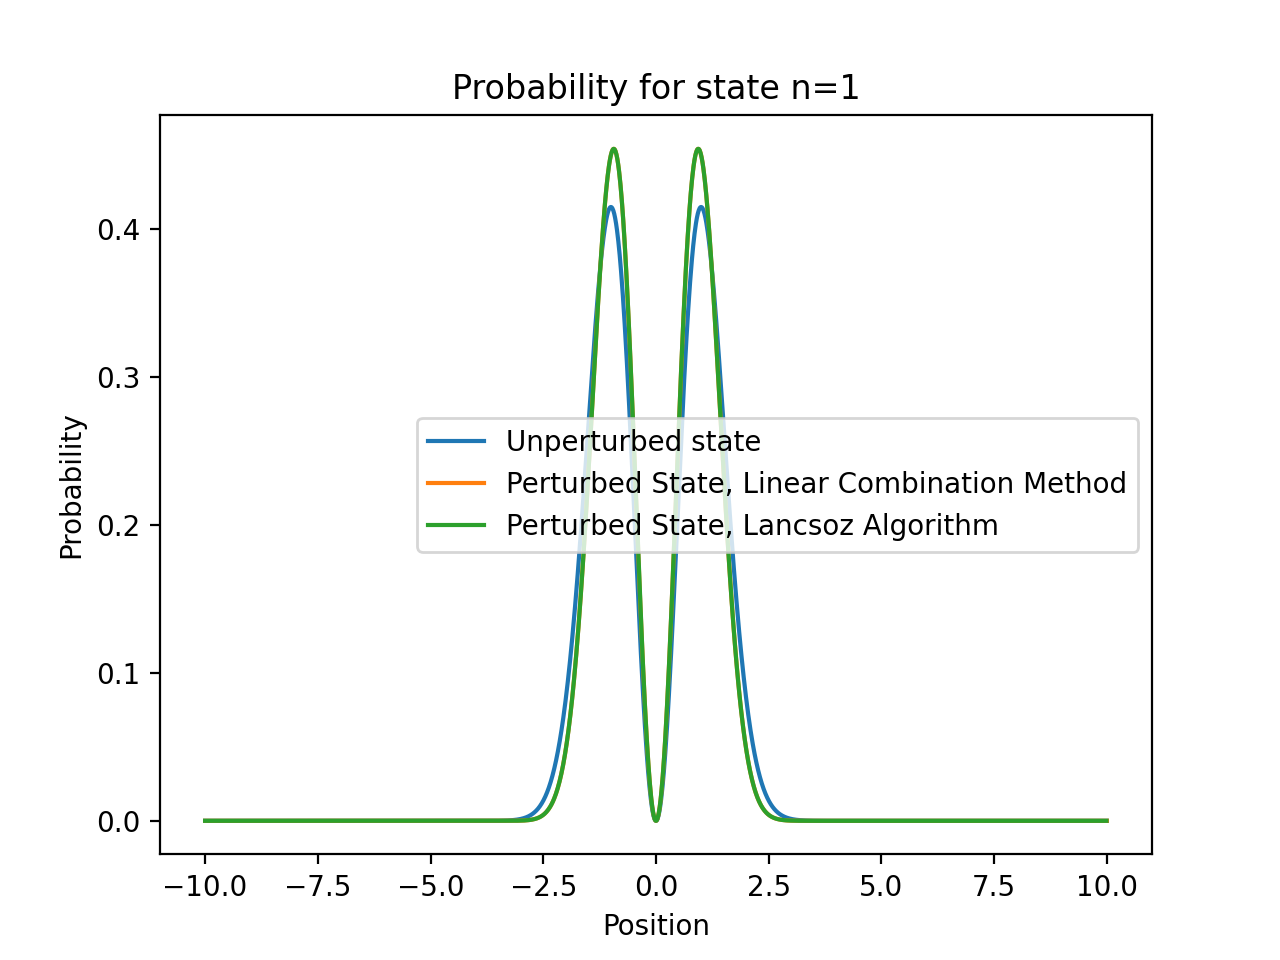 Probability for state n=1
Probability
0.4
0.3
0.2
0.1
0.0
Unperturbed state
Perturbed State, Linear Combination Method
Perturbed State, Lancsoz Algorithm
−10.0 −7.5 −5.0 −2.5 0.0 2.5 5.0 7.5 10.0
Position